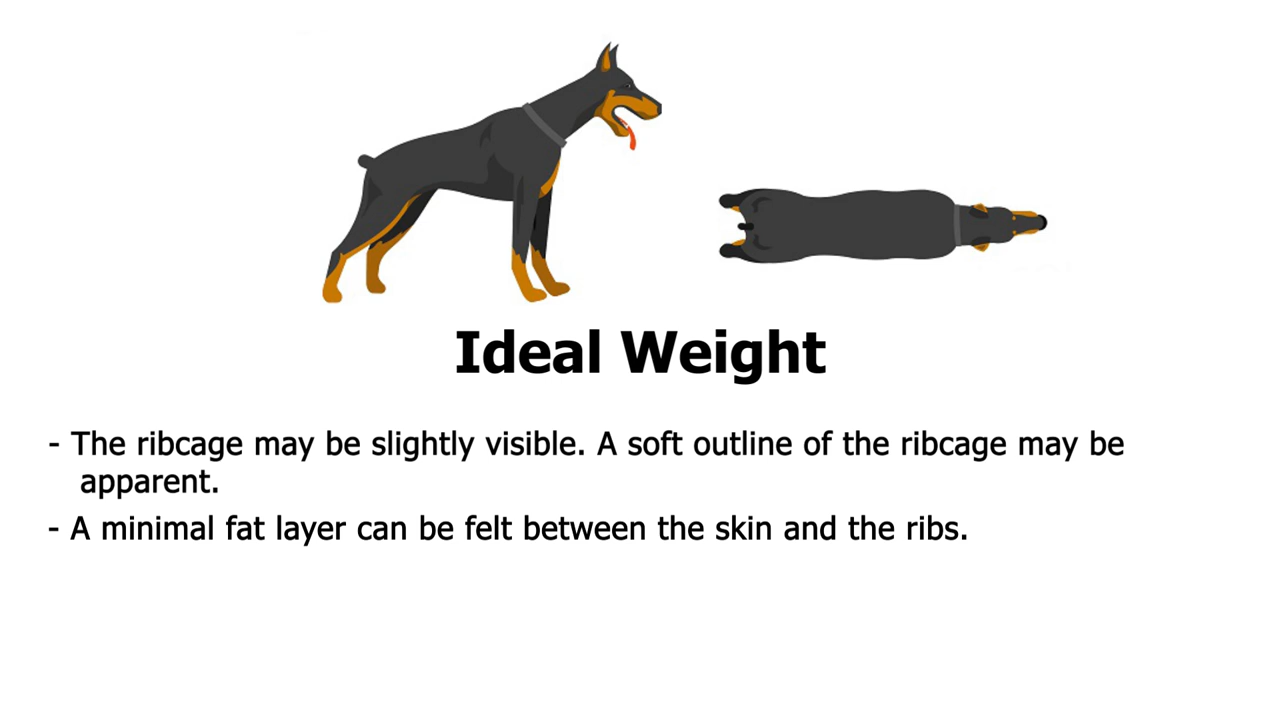 Ideal Weight
- The ribcage may be slightly visible. A soft outline of the ribcage may be
apparent.
- A minimal fat layer can be felt between the skin and the ribs.